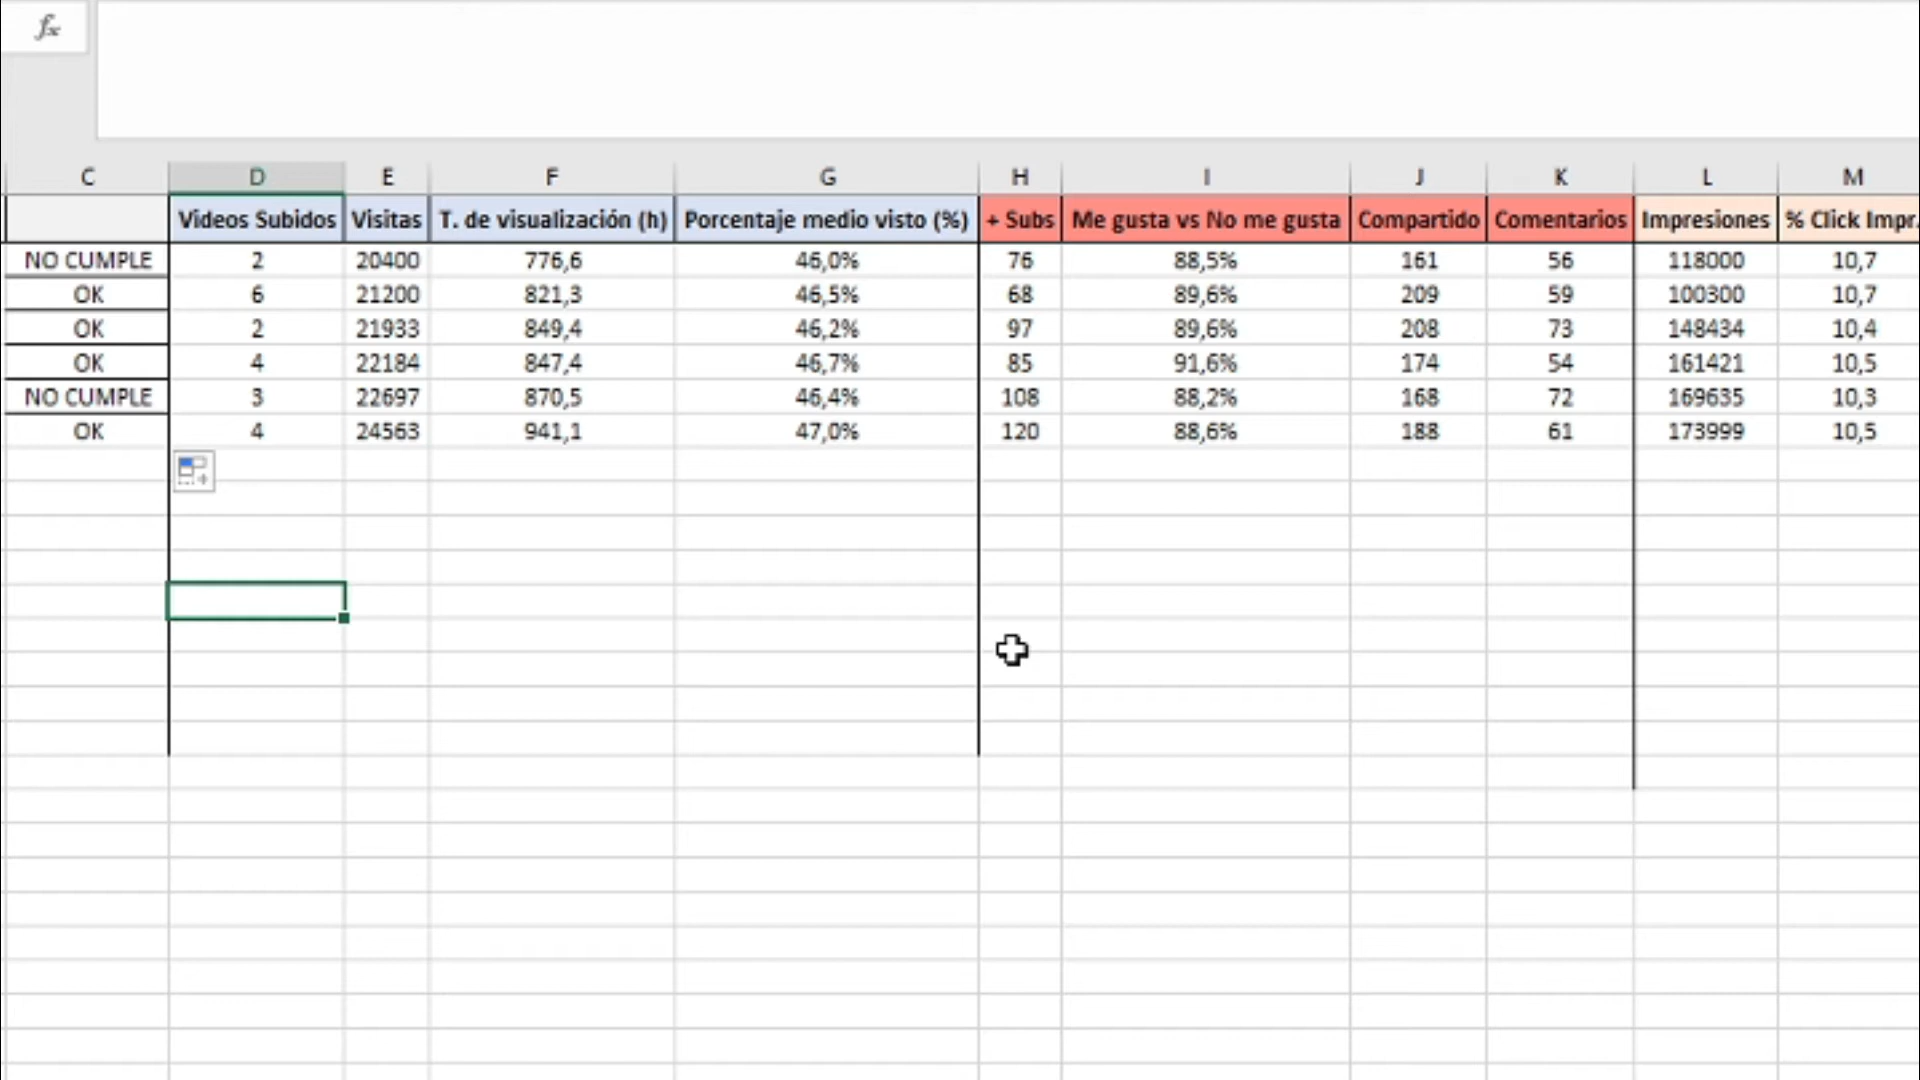 fx
C D E F G H I J K L M
Videos Subidos Visitas T. de visualización (h) Porcentaje medio visto (%) + Subs Me gusta vs No me gusta Compartido Comentarios Impresiones % Click Impr.
NO CUMPLE 2 20400 776,6 46,0% 76 88,5% 161 56 118000 10,7
OK 6 21200 821,3 46,5% 68 89,6% 209 59 100300 10,7
OK 2 21933 849,4 46,2% 97 89,6% 208 73 148434 10,4
OK 4 22184 847,4 46,7% 85 91,6% 174 54 161421 10,5
NO CUMPLE 3 22697 870,5 46,4% 108 88,2% 168 72 169635 10,3
OK 4 24563 941,1 47,0% 120 88,6% 188 61 173999 10,5